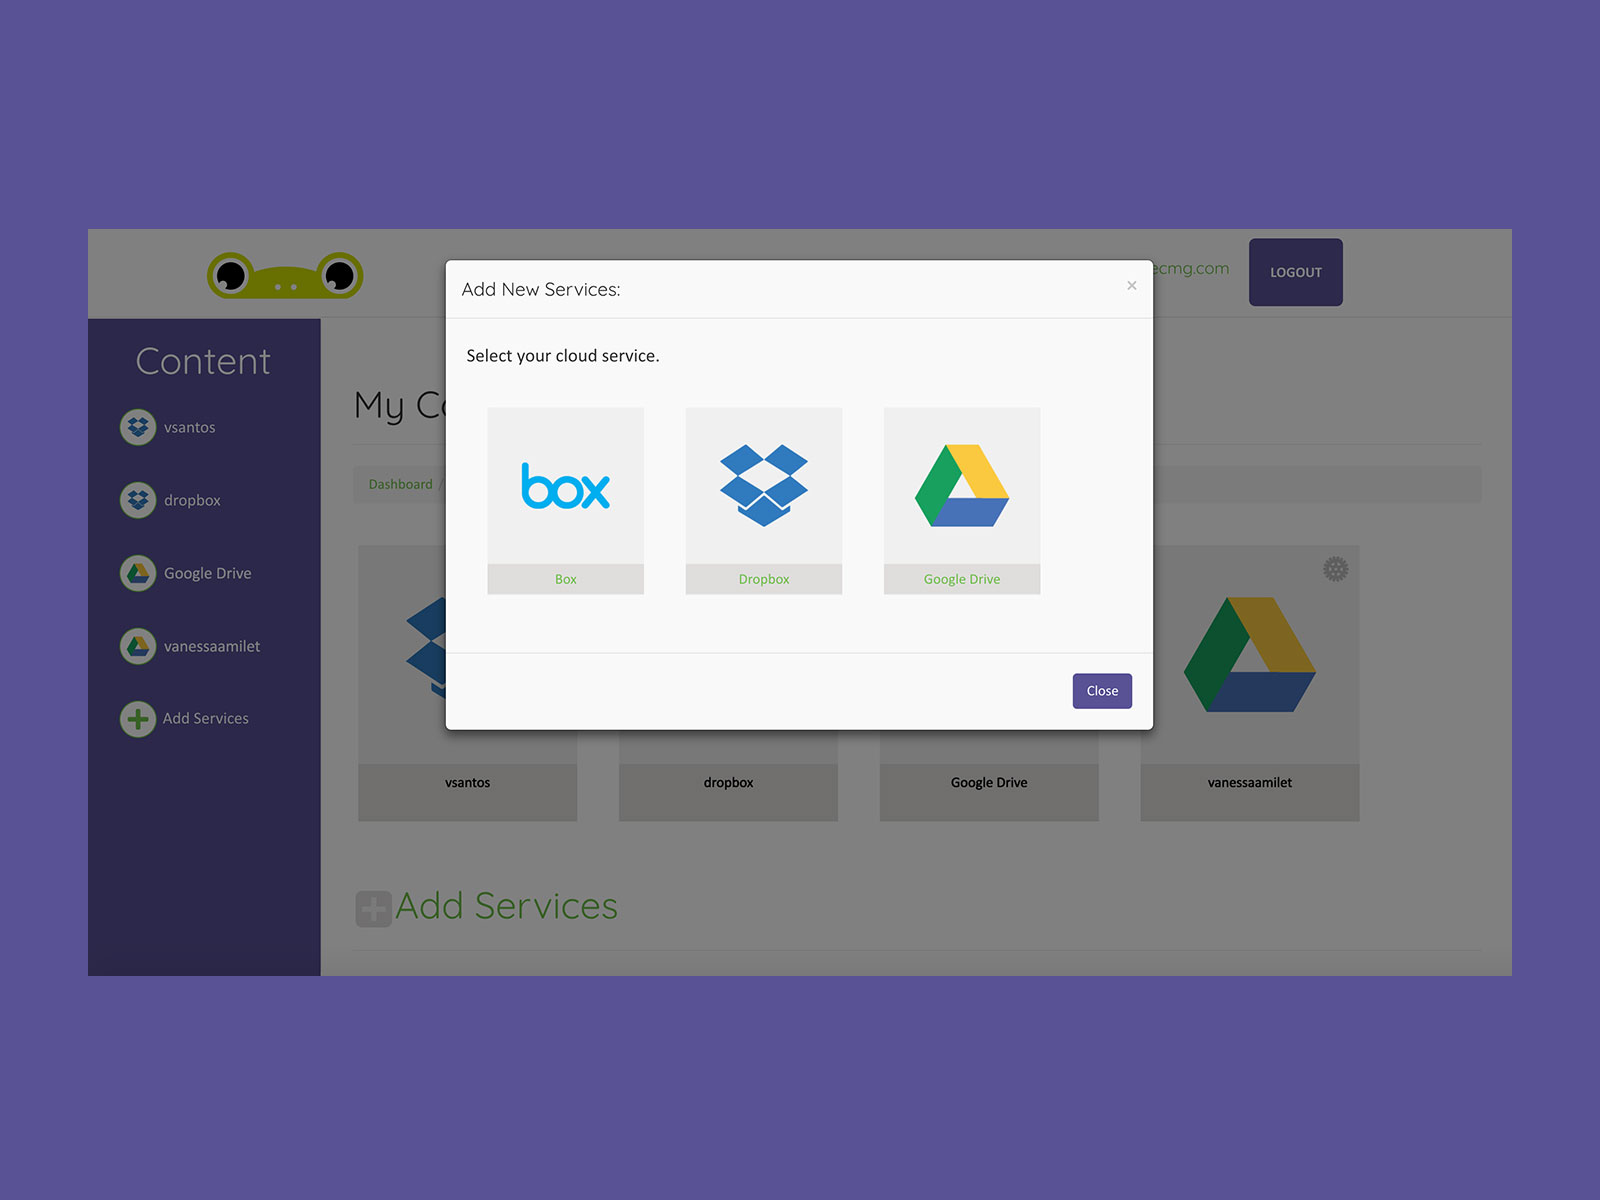 ecmg.com
LOGOUT
Add New Services:
×
Content
Select your cloud service.
My Co
vsantos
box
Dashboard /
dropbox
Box
Dropbox
Google Drive
Google Drive
vanessaamilet
Close
Add Services
vsantos
dropbox
Google Drive
vanessaamilet
Add Services